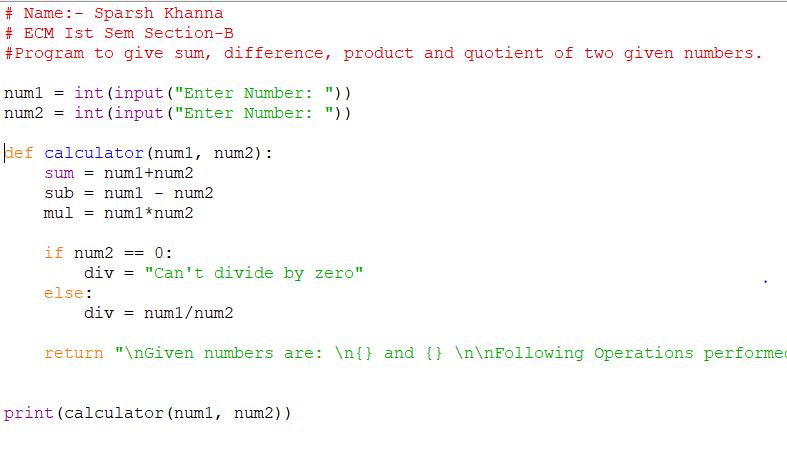 # Name:- Sparsh Khanna
# ECM Ist Sem Section-B
#Program to give sum, difference, product and quotient of two given numbers.
num1 = int(input("Enter Number: "))
num2 = int(input("Enter Number: "))
def calculator(num1, num2):
sum = num1+num2
sub = num1 - num2
mul = num1*num2
if num2 == 0:
div = "Can't divide by zero"
else:
div = num1/num2
return "\nGiven numbers are: \n{} and {} \n\nFollowing Operations performed
print(calculator(num1, num2))